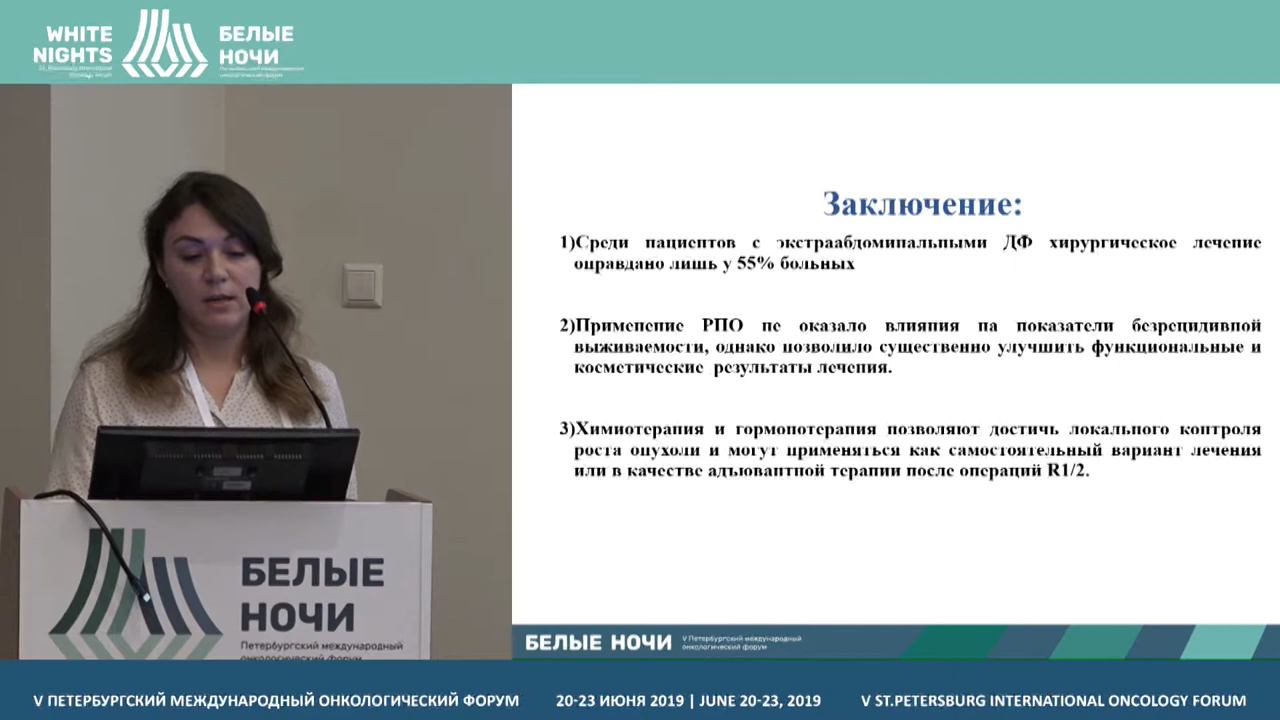 WHITE
NIGHTS
БЕЛЫЕ
НОЧИ
Заключение:
1)Среди пациентов с экстраабдоминальными ДФ хирургическое лечение
оправдано лишь у 55% больных
2)Применение РПО не оказало влияния на показатели безрецидивной
выживаемости, однако позволило существенно улучшить функциональные и
косметические результаты лечения.
3)Химиотерапия и гормонотерапия позволяют достичь локального контроля
роста опухоли и могут применяться как самостоятельный вариант лечения
или в качестве адъювантной терапии после операций R1/2.
БЕЛЫЕ
НОЧИ
Петербургский международный
онкологический форум
БЕЛЫЕ НОЧИ
V Петербургский международный
онкологический форум
V ПЕТЕРБУРГСКИЙ МЕЖДУНАРОДНЫЙ ОНКОЛОГИЧЕСКИЙ ФОРУМ 20-23 ИЮНЯ 2019 | JUNE 20-23, 2019 V ST.PETERSBURG INTERNATIONAL ONCOLOGY FORUM